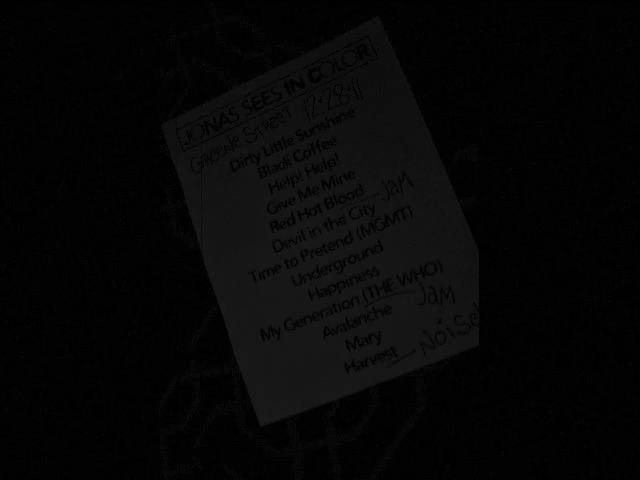 JONAS SEES IN COLOR
Greene Street 12.28.11
Dirty Little Sunshine
Black Coffee
Help! Help!
Give Me Mine
Red Hot Blood - Jam
Devil in the City
Time to Pretend (MGMT)
Underground
Happiness
My Generation (THE WHO)
Avalanche Jam
Mary
Harvest - Noise